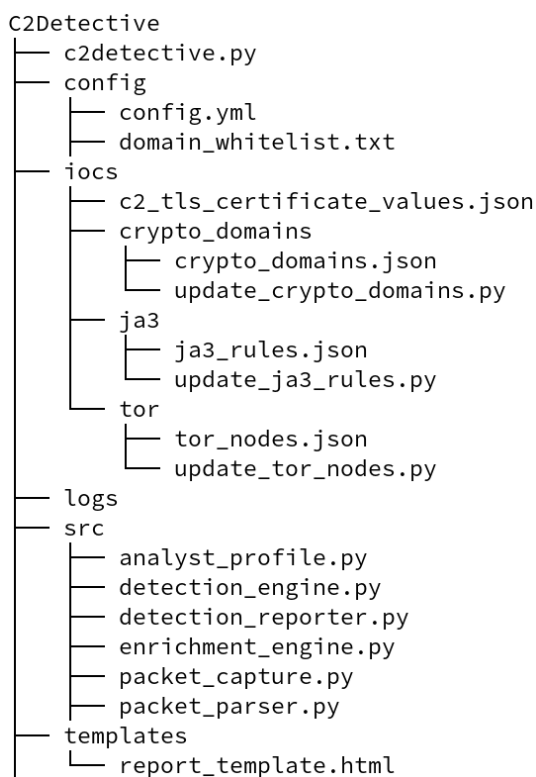 C2Detective
c2detective.py
config
config.yml
domain_whitelist.txt
iocs
c2_tls_certificate_values.json
crypto_domains
crypto_domains.json
update_crypto_domains.py
ja3
ja3_rules.json
update_ja3_rules.py
tor
tor_nodes.json
update_tor_nodes.py
logs
src
analyst_profile.py
detection_engine.py
detection_reporter.py
enrichment_engine.py
packet_capture.py
packet_parser.py
templates
report_template.html